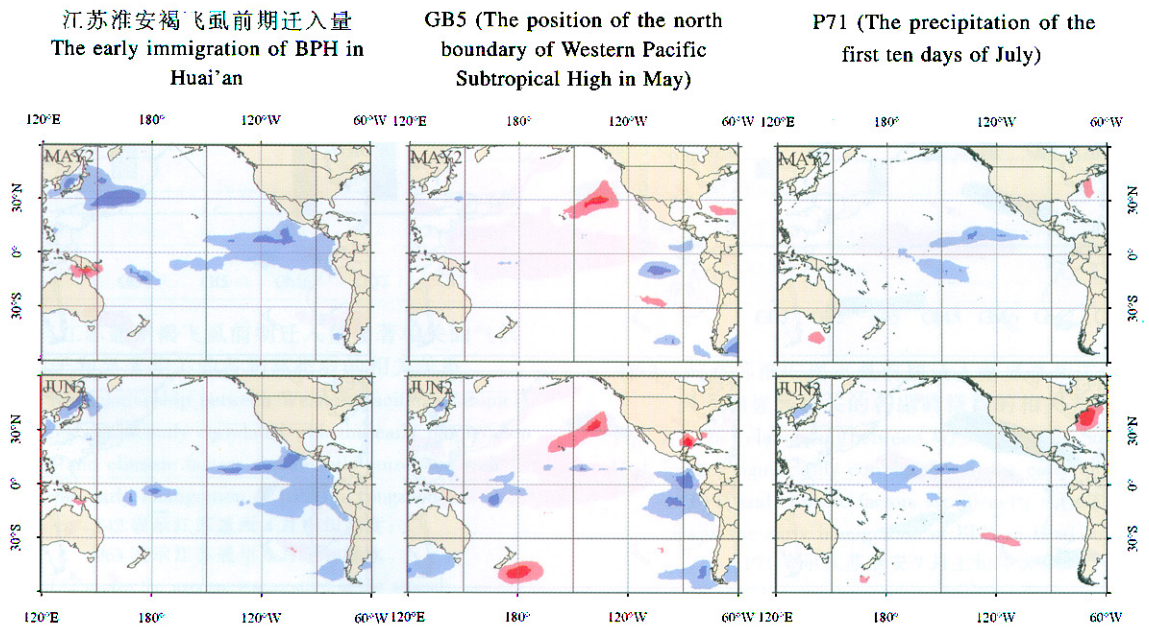 江苏淮安褐飞虱前期迁入量
The early immigration of BPH in
Huai'an
GB5 (The position of the north
boundary of Western Pacific
Subtropical High in May)
P71 (The precipitation of the
first ten days of July)
120°E 180° 120°W 60°W 120°E 180° 120°W 60°W 120°E 180° 120°W 60°W
MAY2 MAY2 MAY2
30°N 30°N
0° 0°
30°S 30°S
JUN2 JUN2 JUN2
30°N 30°N
0° 0°
30°S 30°S
120°E 180° 120°W 60°W 120°E 180° 120°W 60°W 120°E 180° 120°W 60°W